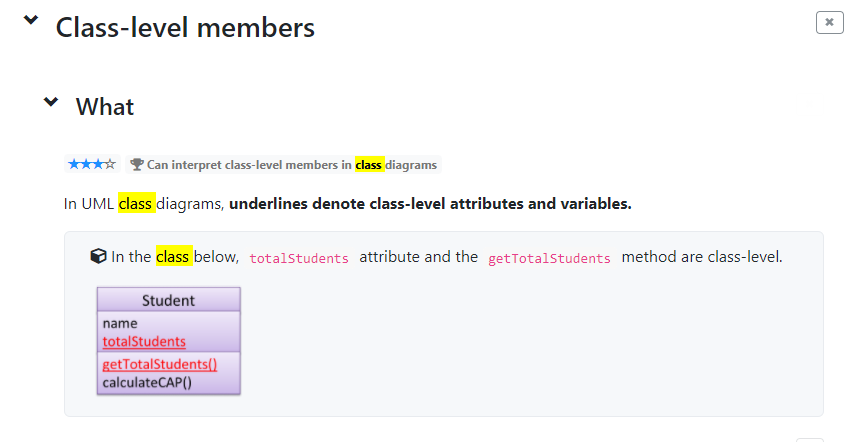 Class-level members
What
★★★☆ Can interpret class-level members in class diagrams
In UML class diagrams, underlines denote class-level attributes and variables.
In the class below, totalStudents attribute and the getTotalStudents method are class-level.
Student
name
totalStudents
getTotalStudents()
calculateCAP()